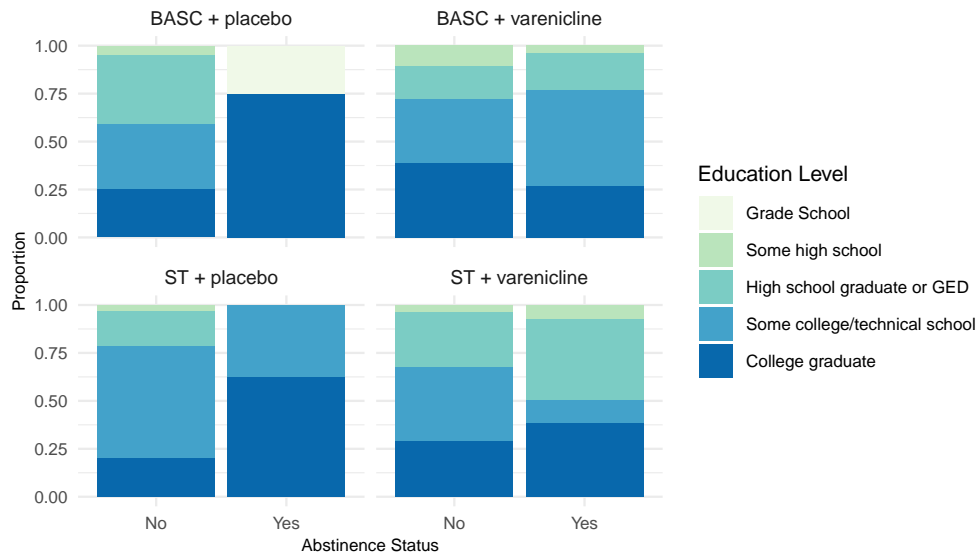 BASC + placebo
BASC + varenicline
1.00
0.75
0.50
0.25
0.00
ST + placebo
ST + varenicline
1.00
0.75
0.50
0.25
0.00
Proportion
No
Yes
No
Yes
Abstinence Status
Education Level
Grade School
Some high school
High school graduate or GED
Some college/technical school
College graduate